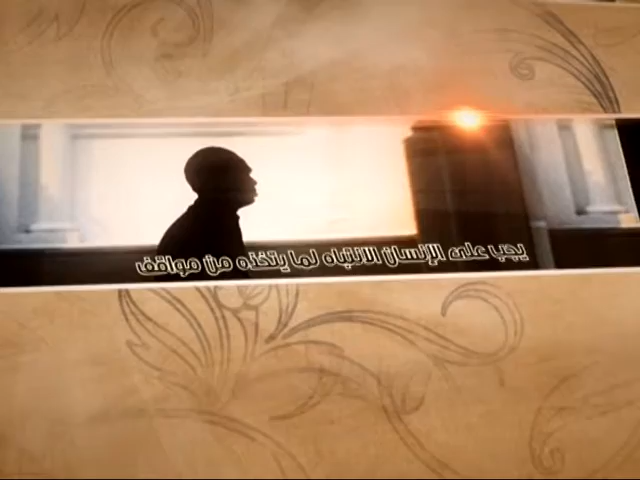 يجب على الإنسان الانتباه لما يتخذه من مواقف